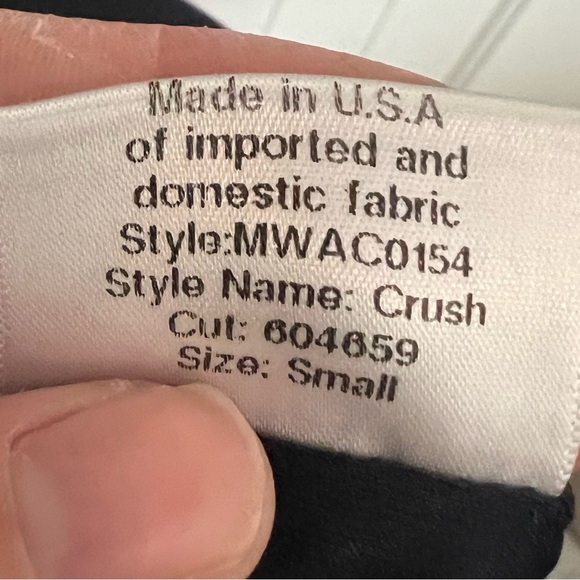 Made in U.S.A
of imported and
domestic fabric
Style:MWAC0154
Style Name: Crush
Cut: 604659
Size: Small